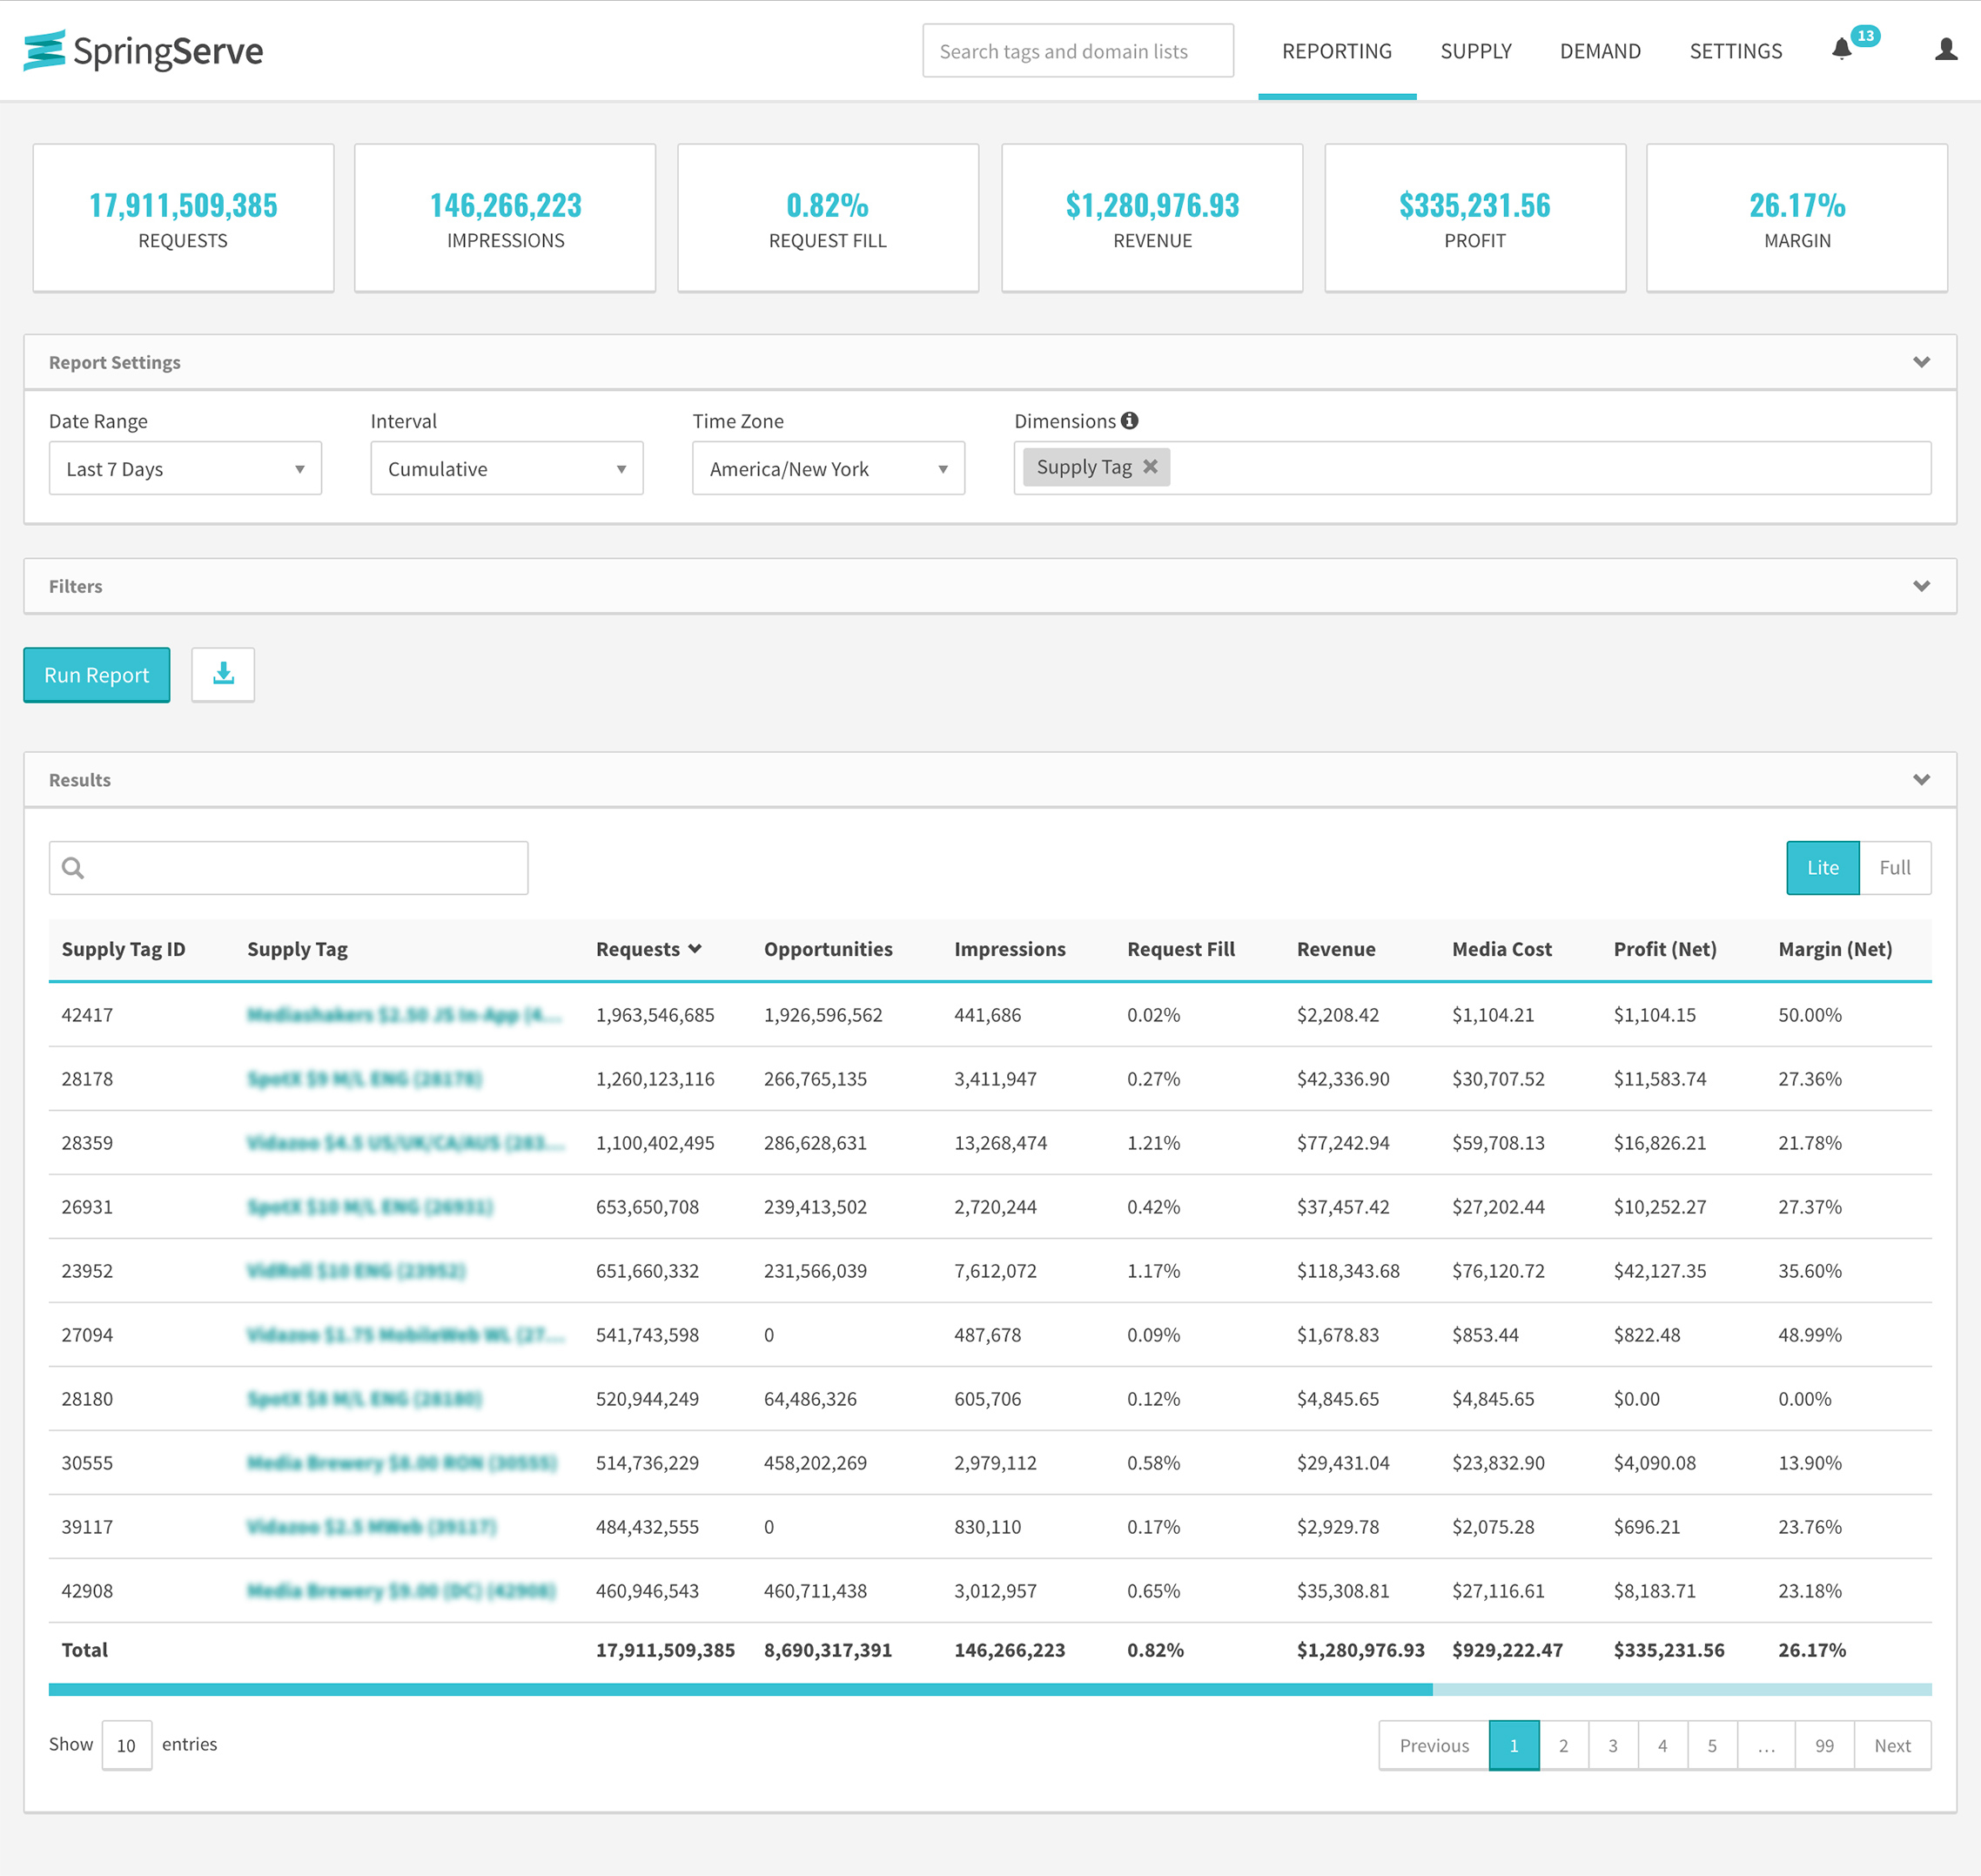 SpringServe
Search tags and domain lists
REPORTING
SUPPLY
DEMAND
SETTINGS
13
17,911,509,385
REQUESTS
146,266,223
IMPRESSIONS
0.82%
REQUEST FILL
$1,280,976.93
REVENUE
$335,231.56
PROFIT
26.17%
MARGIN
Report Settings
Date Range Interval Time Zone Dimensions
Last 7 Days Cumulative America/New York Supply Tag
Filters
Run Report
Results
Lite Full
Supply Tag ID Supply Tag Requests Opportunities Impressions Request Fill Revenue Media Cost Profit (Net) Margin (Net)
42417 1,963,546,685 1,926,596,562 441,686 0.02% $2,208.42 $1,104.21 $1,104.15 50.00%
28178 1,260,123,116 266,765,135 3,411,947 0.27% $42,336.90 $30,707.52 $11,583.74 27.36%
28359 1,100,402,495 286,628,631 13,268,474 1.21% $77,242.94 $59,708.13 $16,826.21 21.78%
26931 653,650,708 239,413,502 2,720,244 0.42% $37,457.42 $27,202.44 $10,252.27 27.37%
23952 651,660,332 231,566,039 7,612,072 1.17% $118,343.68 $76,120.72 $42,127.35 35.60%
27094 541,743,598 0 487,678 0.09% $1,678.83 $853.44 $822.48 48.99%
28180 520,944,249 64,486,326 605,706 0.12% $4,845.65 $4,845.65 $0.00 0.00%
30555 514,736,229 458,202,269 2,979,112 0.58% $29,431.04 $23,832.90 $4,090.08 13.90%
39117 484,432,555 0 830,110 0.17% $2,929.78 $2,075.28 $696.21 23.76%
42908 460,946,543 460,711,438 3,012,957 0.65% $35,308.81 $27,116.61 $8,183.71 23.18%
Total 17,911,509,385 8,690,317,391 146,266,223 0.82% $1,280,976.93 $929,222.47 $335,231.56 26.17%
Show 10 entries
Previous 1 2 3 4 5 ... 99 Next